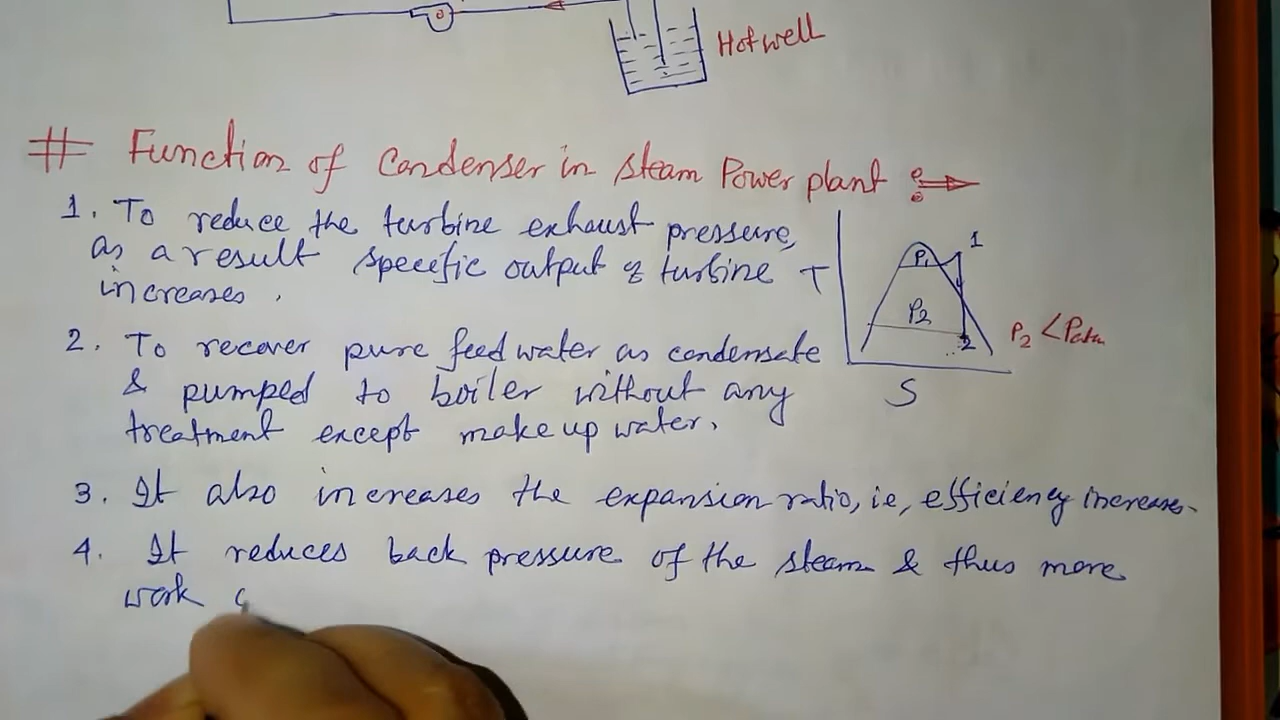 Hotwell
# Function of Condenser in steam Power plant :⇒
1. To reduce the turbine exhaust pressure,
as a result specific output of turbine
increases.
T
1
P1
P2
2
P2 < Patm
S
2. To recover pure feed water as condensate
& pumped to boiler without any
treatment except make up water.
3. It also increases the expansion ratio, ie, efficiency increases.
4. It reduces back pressure of the steam & thus more
work